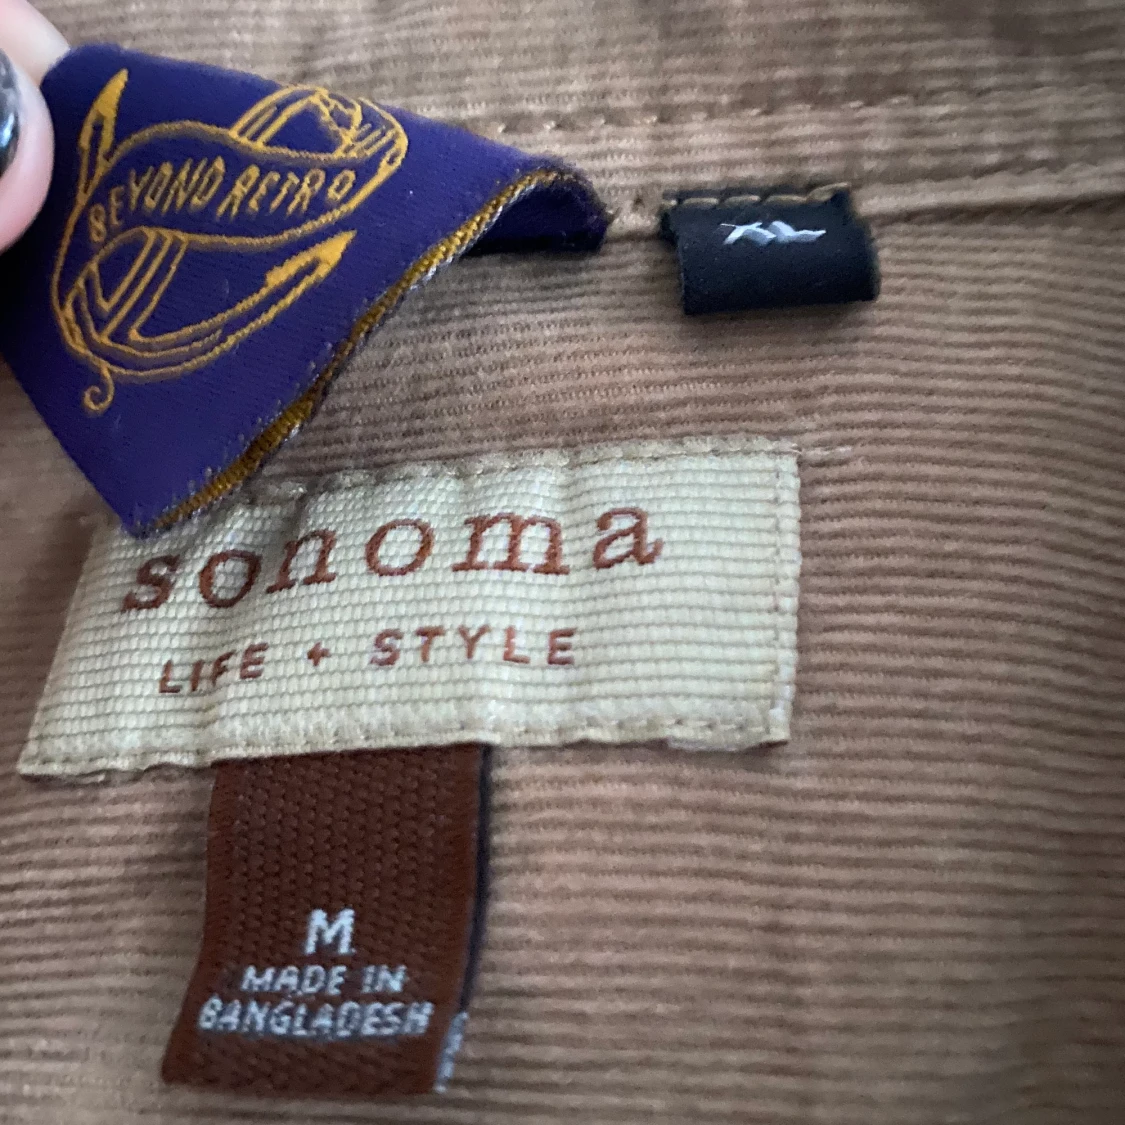 BEYOND RETRO
XL
sonoma
LIFE + STYLE
M
MADE IN
BANGLADESH